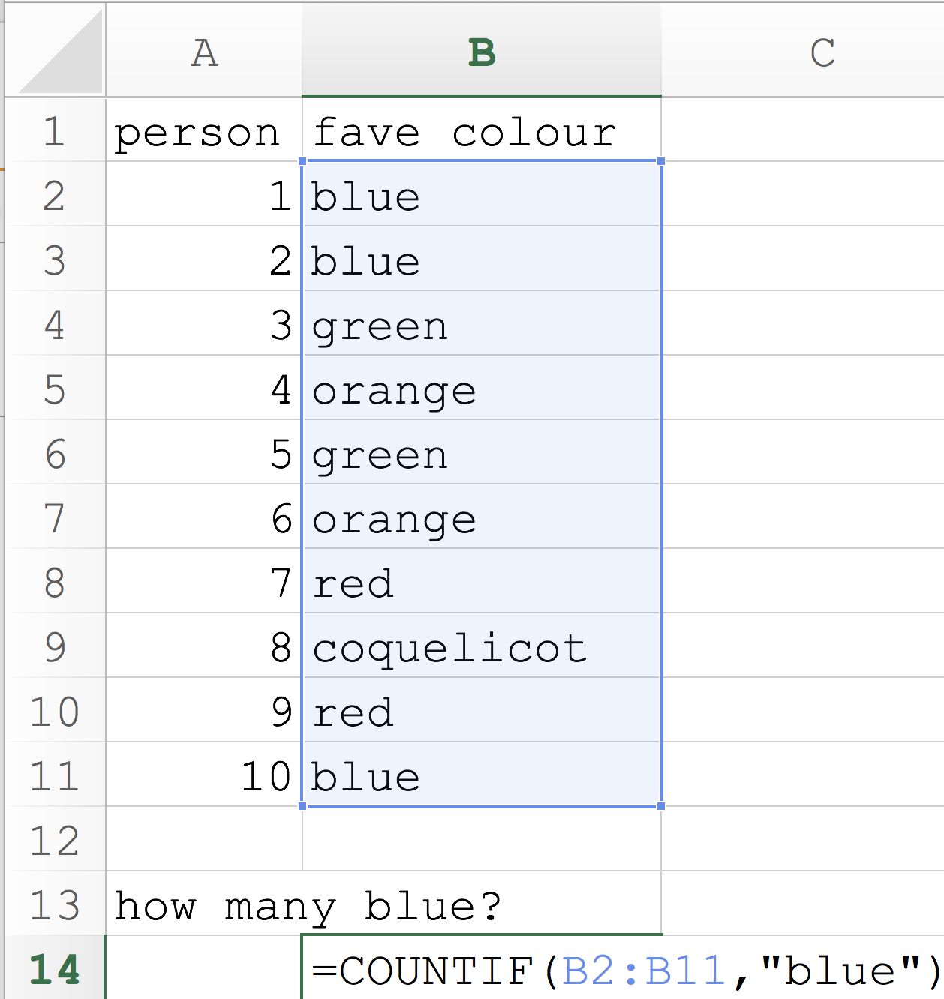 A B C
1 person fave colour
2 1 blue
3 2 blue
4 3 green
5 4 orange
6 5 green
7 6 orange
8 7 red
9 8 coquelicot
10 9 red
11 10 blue
12
13 how many blue?
14 =COUNTIF(B2:B11,"blue")